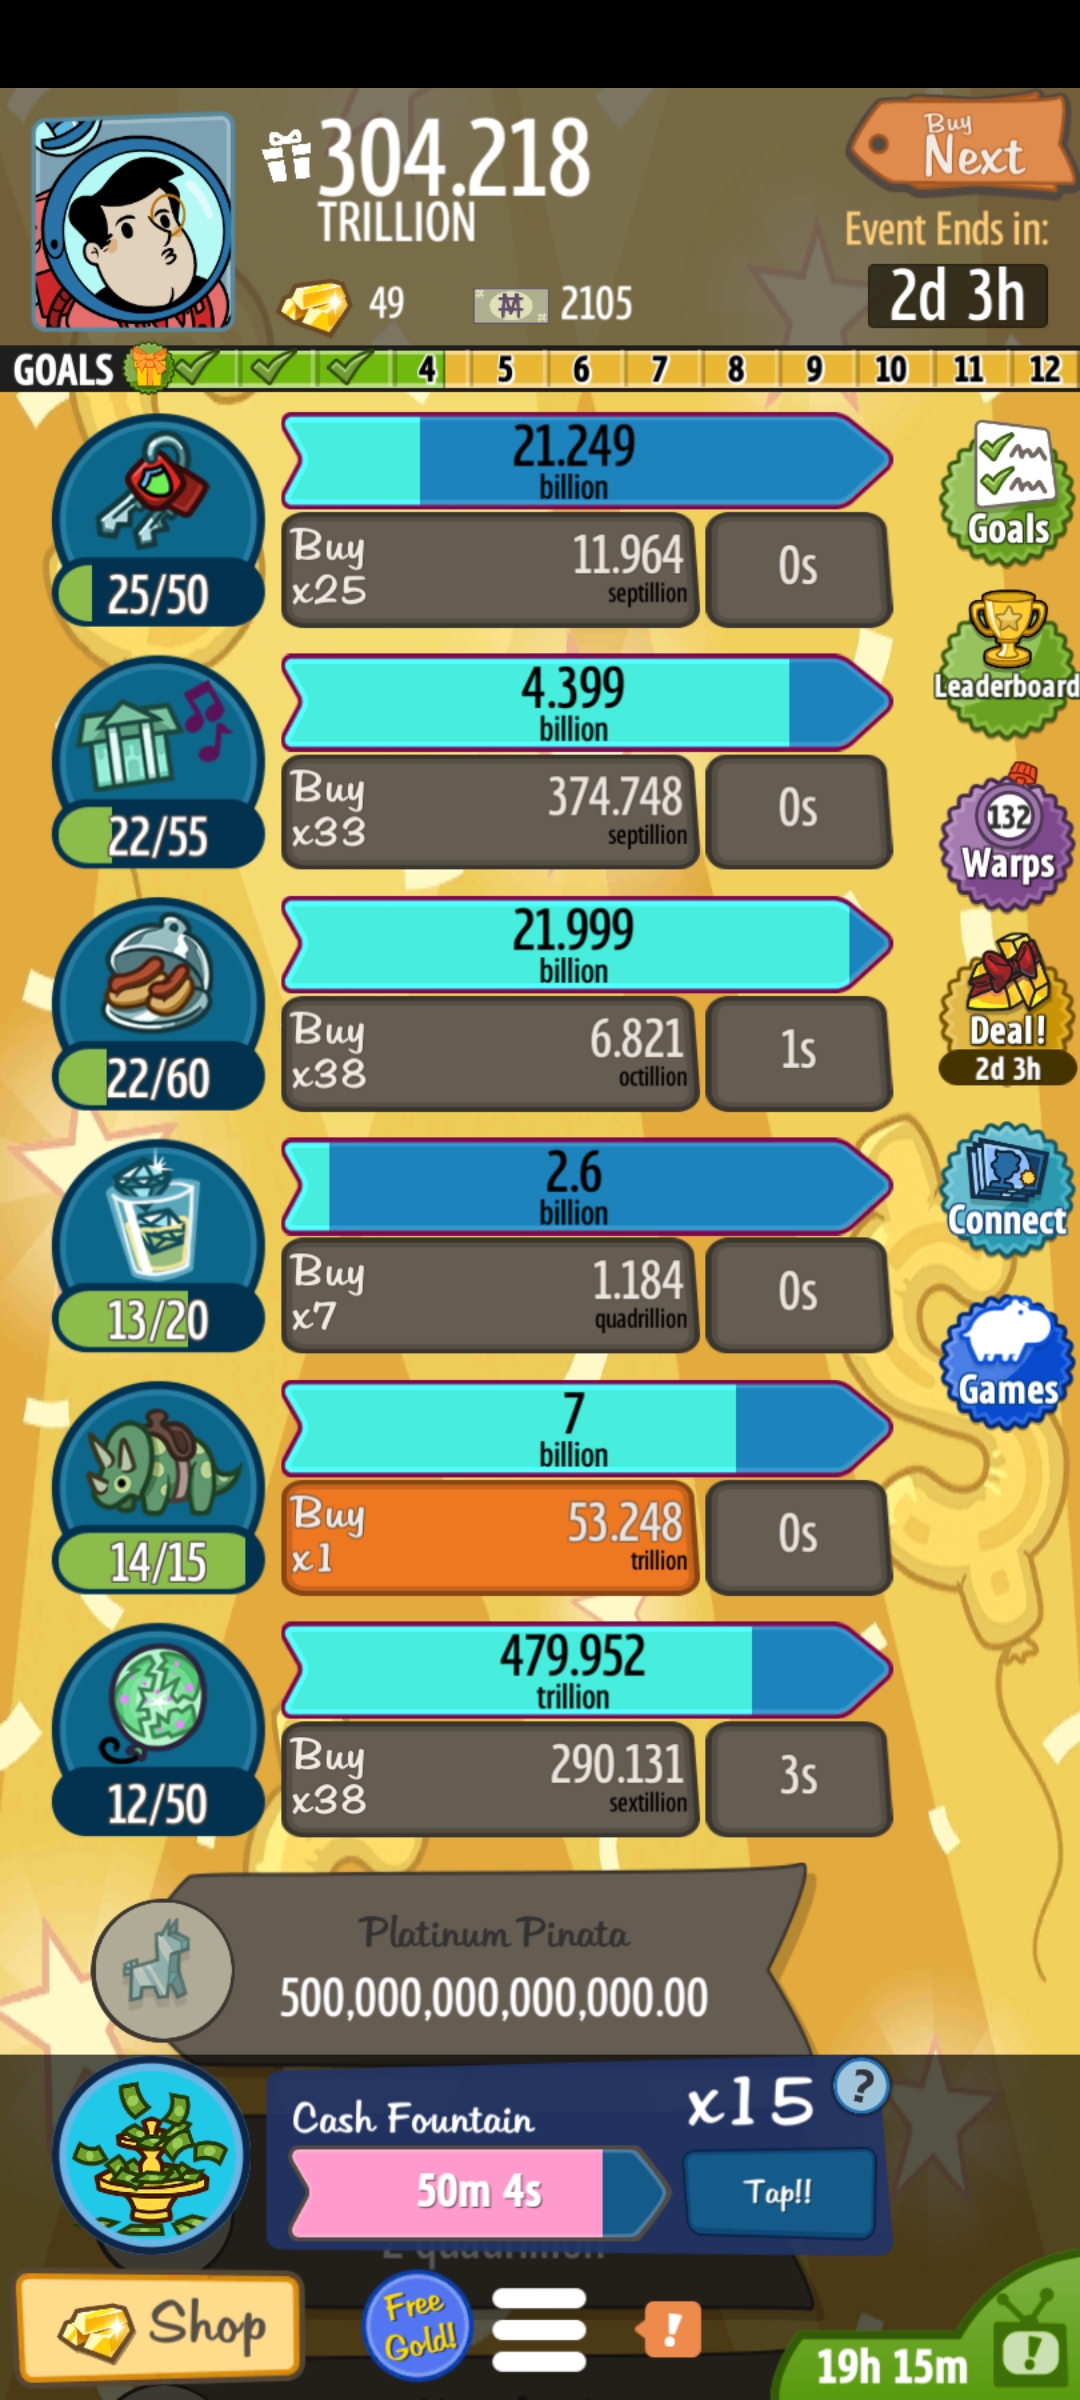 304.218
TRILLION
Buy
Next
Event Ends in:
2d 3h
49
2105
GOALS 4 5 6 7 8 9 10 11 12
21.249
billion
Buy
x25
11.964
septillion
0s
25/50
Goals
4.399
billion
Buy
x33
374.748
septillion
0s
22/55
Leaderboard
132
Warps
21.999
billion
Buy
x38
6.821
octillion
1s
22/60
Deal!
2d 3h
2.6
billion
Buy
x7
1.184
quadrillion
0s
13/20
Connect
7
billion
Buy
x1
53.248
trillion
0s
14/15
Games
479.952
trillion
Buy
x38
290.131
sextillion
3s
12/50
Platinum Pinata
500,000,000,000,000.00
Cash Fountain
x15
?
50m 4s
Tap!!
2 quadrillion
Shop
Free
Gold!
!
19h 15m
!